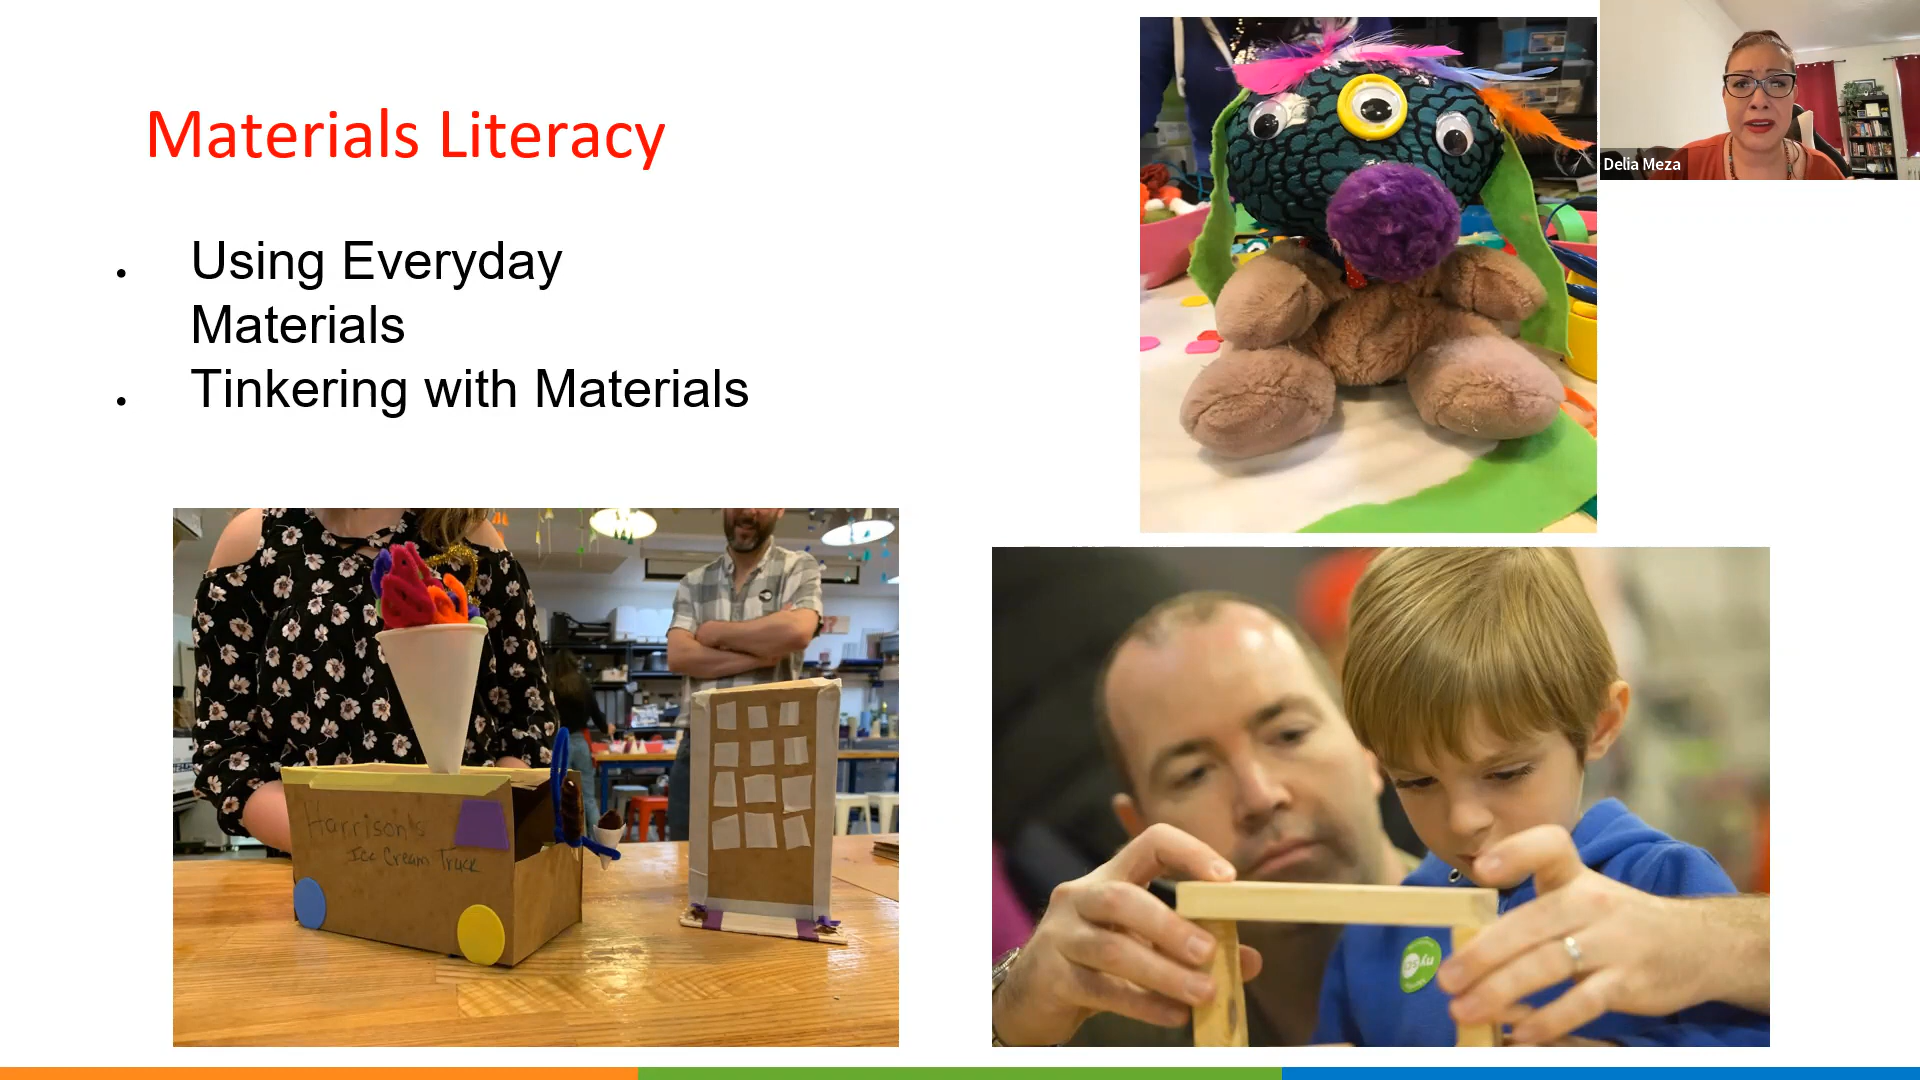 Materials Literacy
Delia Meza
• Using Everyday
Materials
• Tinkering with Materials
Harrison's
Ice Cream Truck